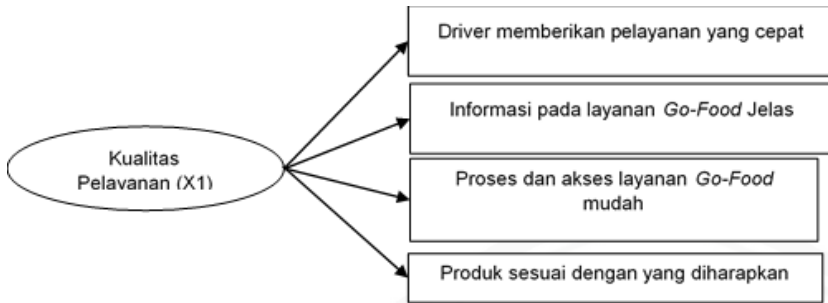 Driver memberikan pelayanan yang cepat
Informasi pada layanan Go-Food Jelas
Kualitas
Pelayanan (X1)
Proses dan akses layanan Go-Food
mudah
Produk sesuai dengan yang diharapkan